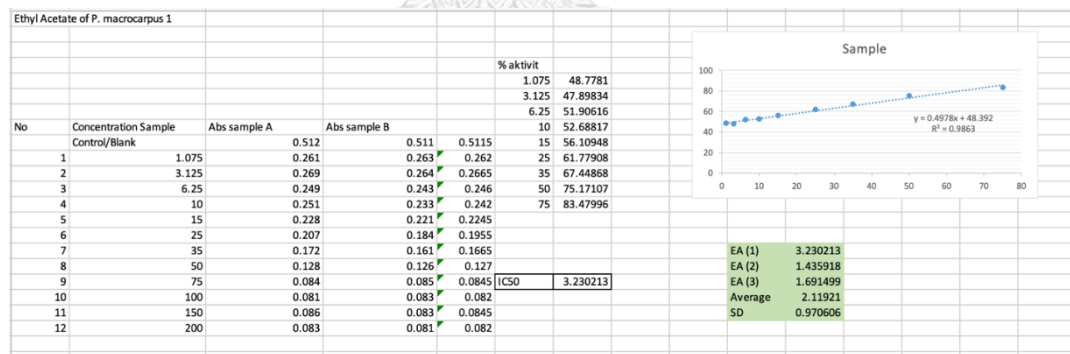 Ethyl Acetate of P. macrocarpus 1
% aktivit
1.075 48.7781
3.125 47.89834
6.25 51.90616
No Concentration Sample Abs sample A Abs sample B 10 52.68817
Control/Blank 0.512 0.511 0.5115 15 56.10948
1 1.075 0.261 0.263 0.262 25 61.77908
2 3.125 0.269 0.264 0.2665 35 67.44868
3 6.25 0.249 0.243 0.246 50 75.17107
4 10 0.251 0.233 0.242 75 83.47996
5 15 0.228 0.221 0.2245
6 25 0.207 0.184 0.1955
7 35 0.172 0.161 0.1665
8 50 0.128 0.126 0.127
9 75 0.084 0.085 0.0845 IC50 3.230213
10 100 0.081 0.083 0.082
11 150 0.086 0.083 0.0845
12 200 0.083 0.081 0.082
Sample
100
80
60
40
20
0
y = 0.4978x + 48.392
R² = 0.9863
0 10 20 30 40 50 60 70 80
EA (1) 3.230213
EA (2) 1.435918
EA (3) 1.691499
Average 2.11921
SD 0.970606